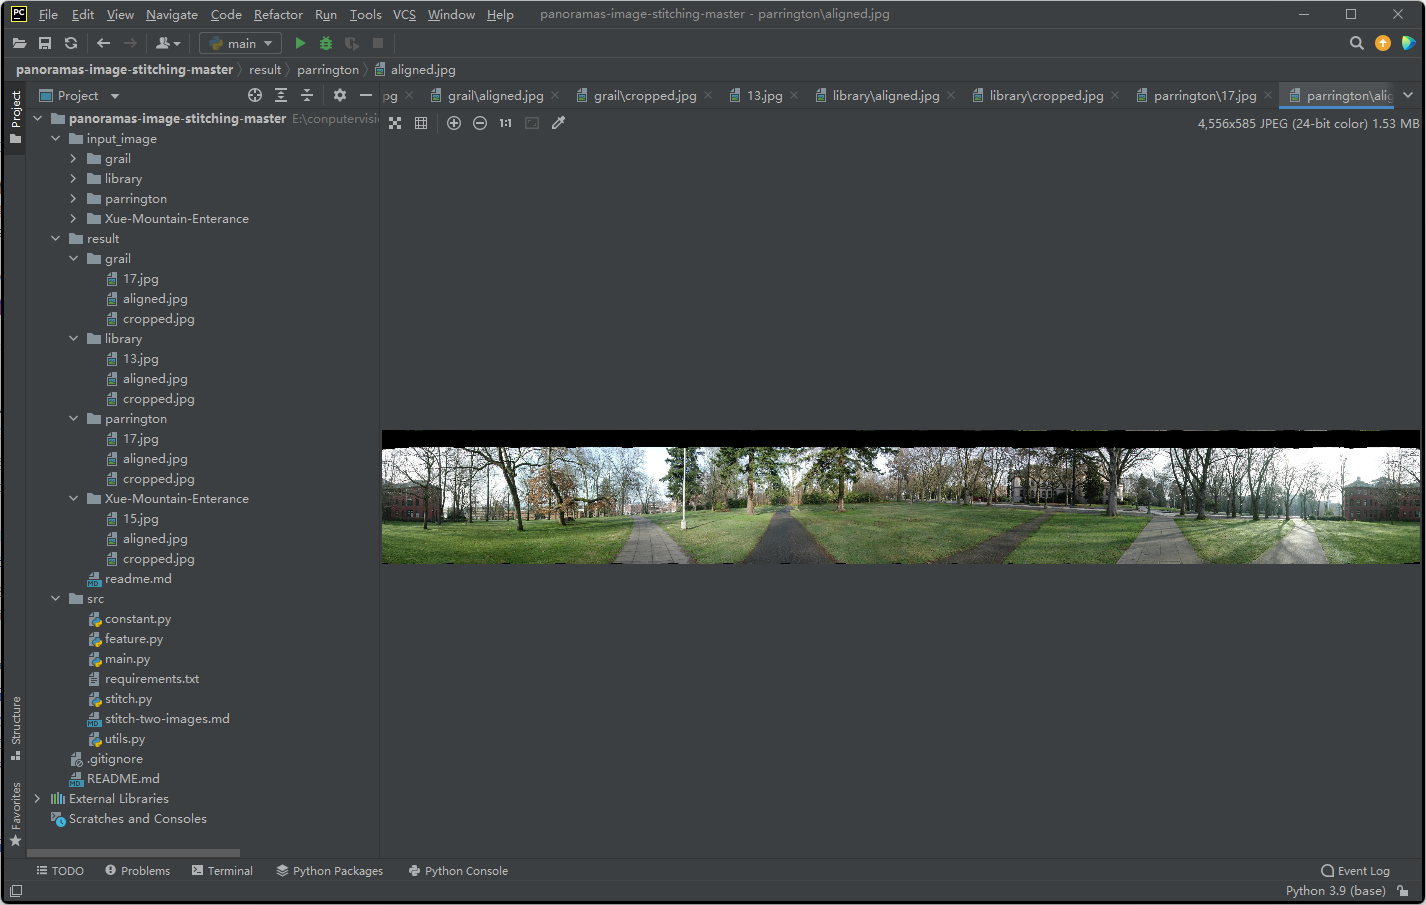 PC File Edit View Navigate Code Refactor Run Tools VCS Window Help panoramas-image-stitching-master - parrington\aligned.jpg
main
panoramas-image-stitching-master result parrington aligned.jpg
Project
Project
pg grail\aligned.jpg grail\cropped.jpg 13.jpg library\aligned.jpg library\cropped.jpg parrington\17.jpg parrington\alig
1:1 4,556x585 JPEG (24-bit color) 1.53 MB
panoramas-image-stitching-master E:\conputervisi
input_image
grail
library
parrington
Xue-Mountain-Enterance
result
grail
17.jpg
aligned.jpg
cropped.jpg
library
13.jpg
aligned.jpg
cropped.jpg
parrington
17.jpg
aligned.jpg
cropped.jpg
Xue-Mountain-Enterance
15.jpg
aligned.jpg
cropped.jpg
MD readme.md
src
constant.py
feature.py
main.py
requirements.txt
stitch.py
MD stitch-two-images.md
utils.py
.gitignore
MD README.md
External Libraries
Scratches and Consoles
Structure
Favorites
TODO Problems Terminal Python Packages Python Console Event Log
Python 3.9 (base)